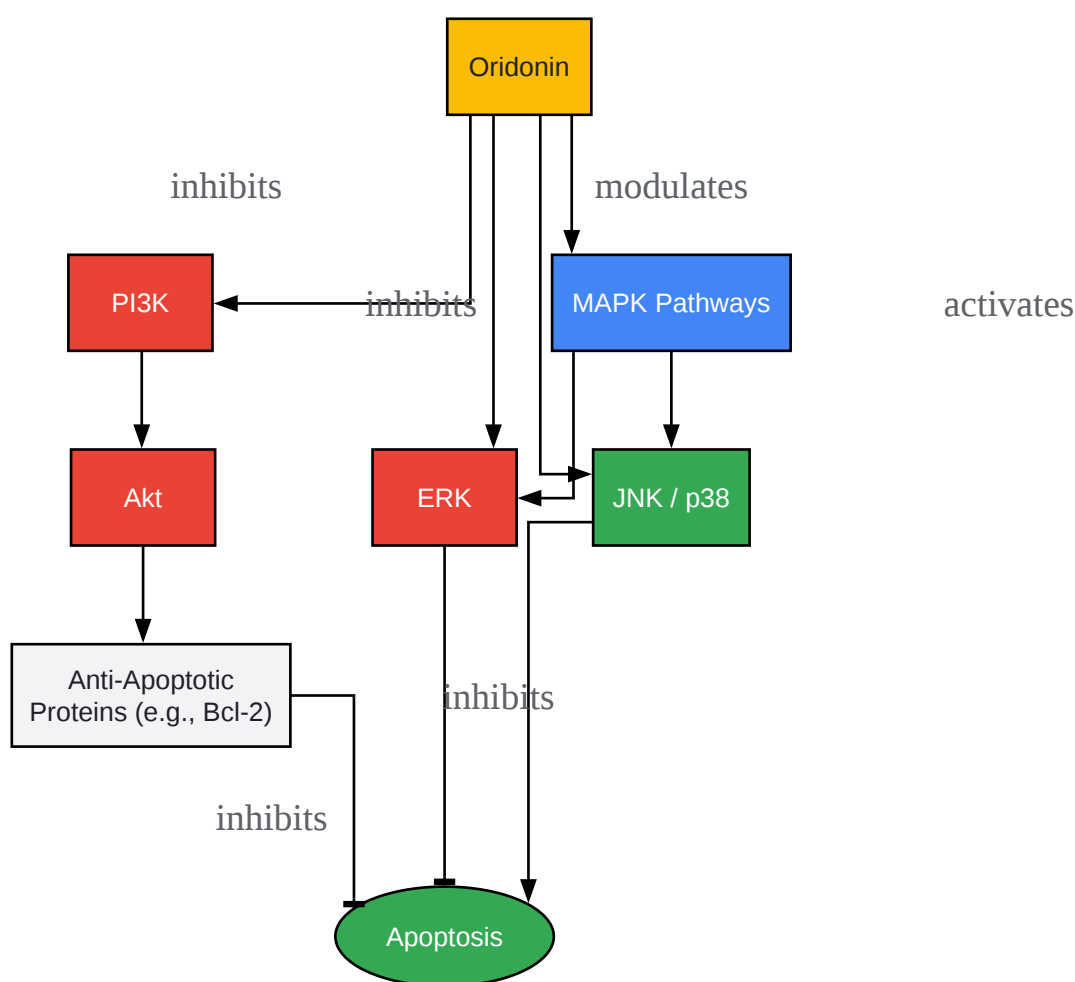 Oridonin
inhibits
modulates
PI3K
inhibits
MAPK Pathways
activates
Akt
ERK
JNK / p38
Anti-Apoptotic
Proteins (e.g., Bcl-2)
inhibits
inhibits
Apoptosis